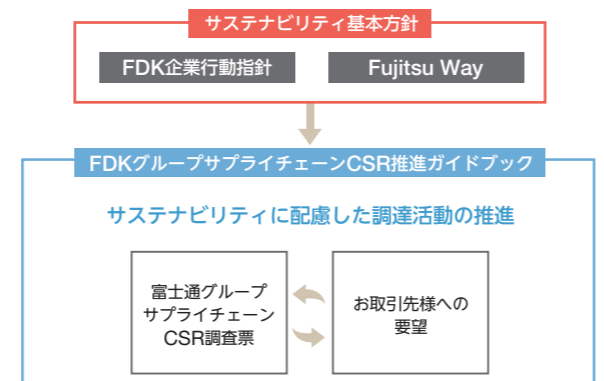 サステナビリティ基本方針
FDK企業行動指針
Fujitsu Way
FDKグループサプライチェーンCSR推進ガイドブック
サステナビリティに配慮した調達活動の推進
富士通グループ
サプライチェーン
CSR調査票
お取引先様への
要望